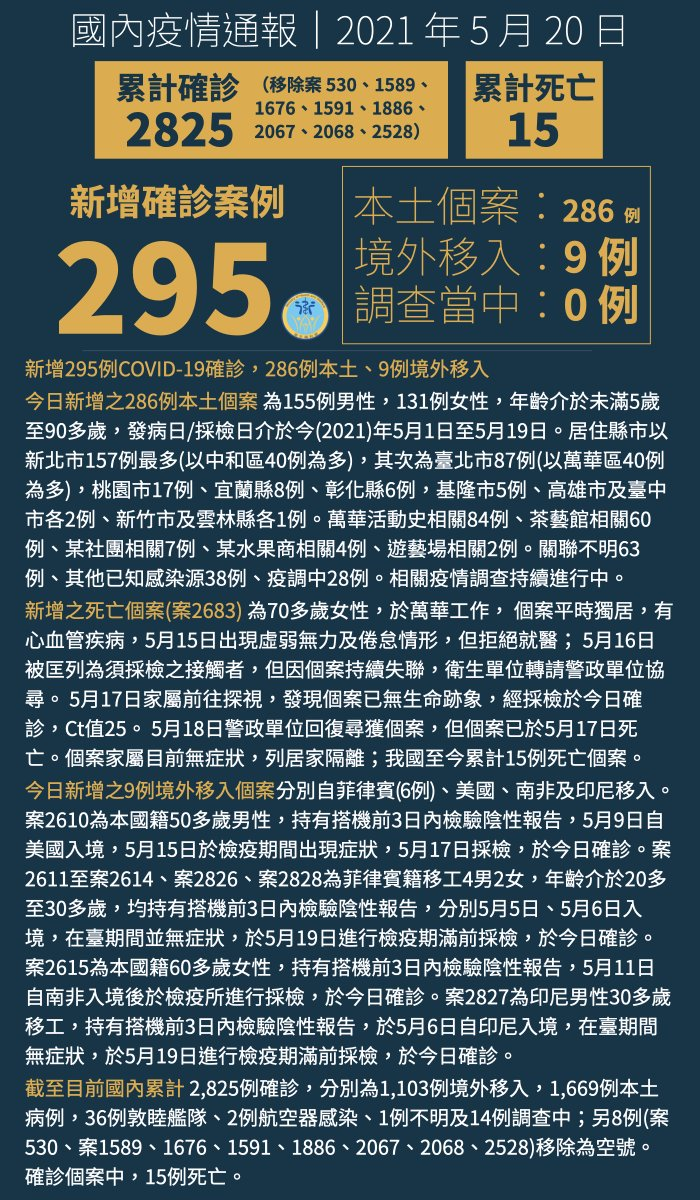 國內疫情通報｜2021年5月20日
累計確診
2825
（移除案530、1589、
1676、1591、1886、
2067、2068、2528）
累計死亡
15
新增確診案例
295
本土個案：286例
境外移入：9例
調查當中：0例
新增295例COVID-19確診，286例本土、9例境外移入
今日新增之286例本土個案 為155例男性，131例女性，年齡介於未滿5歲
至90多歲，發病日/採檢日介於今(2021)年5月1日至5月19日。居住縣市以
新北市157例最多(以中和區40例為多)，其次為臺北市87例(以萬華區40例
為多)，桃園市17例、宜蘭縣8例、彰化縣6例，基隆市5例、高雄市及臺中
市各2例、新竹市及雲林縣各1例。萬華活動史相關84例、茶藝館相關60
例、某社團相關7例、某水果商相關4例、遊藝場相關2例。關聯不明63
例、其他已知感染源38例、疫調中28例。相關疫情調查持續進行中。
新增之死亡個案(案2683) 為70多歲女性，於萬華工作， 個案平時獨居，有
心血管疾病，5月15日出現虛弱無力及倦怠情形，但拒絕就醫； 5月16日
被匡列為須採檢之接觸者，但因個案持續失聯，衛生單位轉請警政單位協
尋。 5月17日家屬前往探視，發現個案已無生命跡象，經採檢於今日確
診，Ct值25。 5月18日警政單位回復尋獲個案，但個案已於5月17日死
亡。個案家屬目前無症狀，列居家隔離；我國至今累計15例死亡個案。
今日新增之9例境外移入個案分別自菲律賓(6例)、美國、南非及印尼移入。
案2610為本國籍50多歲男性，持有搭機前3日內檢驗陰性報告，5月9日自
美國入境，5月15日於檢疫期間出現症狀，5月17日採檢，於今日確診。案
2611至案2614、案2826、案2828為菲律賓籍移工4男2女，年齡介於20多
至30多歲，均持有搭機前3日內檢驗陰性報告，分別5月5日、5月6日入
境，在臺期間並無症狀，於5月19日進行檢疫期滿前採檢，於今日確診。
案2615為本國籍60多歲女性，持有搭機前3日內檢驗陰性報告，5月11日
自南非入境後於檢疫所進行採檢，於今日確診。案2827為印尼男性30多歲
移工，持有搭機前3日內檢驗陰性報告，於5月6日自印尼入境，在臺期間
無症狀，於5月19日進行檢疫期滿前採檢，於今日確診。
截至目前國內累計 2,825例確診，分別為1,103例境外移入，1,669例本土
病例，36例敦睦艦隊、2例航空器感染、1例不明及14例調查中；另8例(案
530、案1589、1676、1591、1886、2067、2068、2528)移除為空號。
確診個案中，15例死亡。